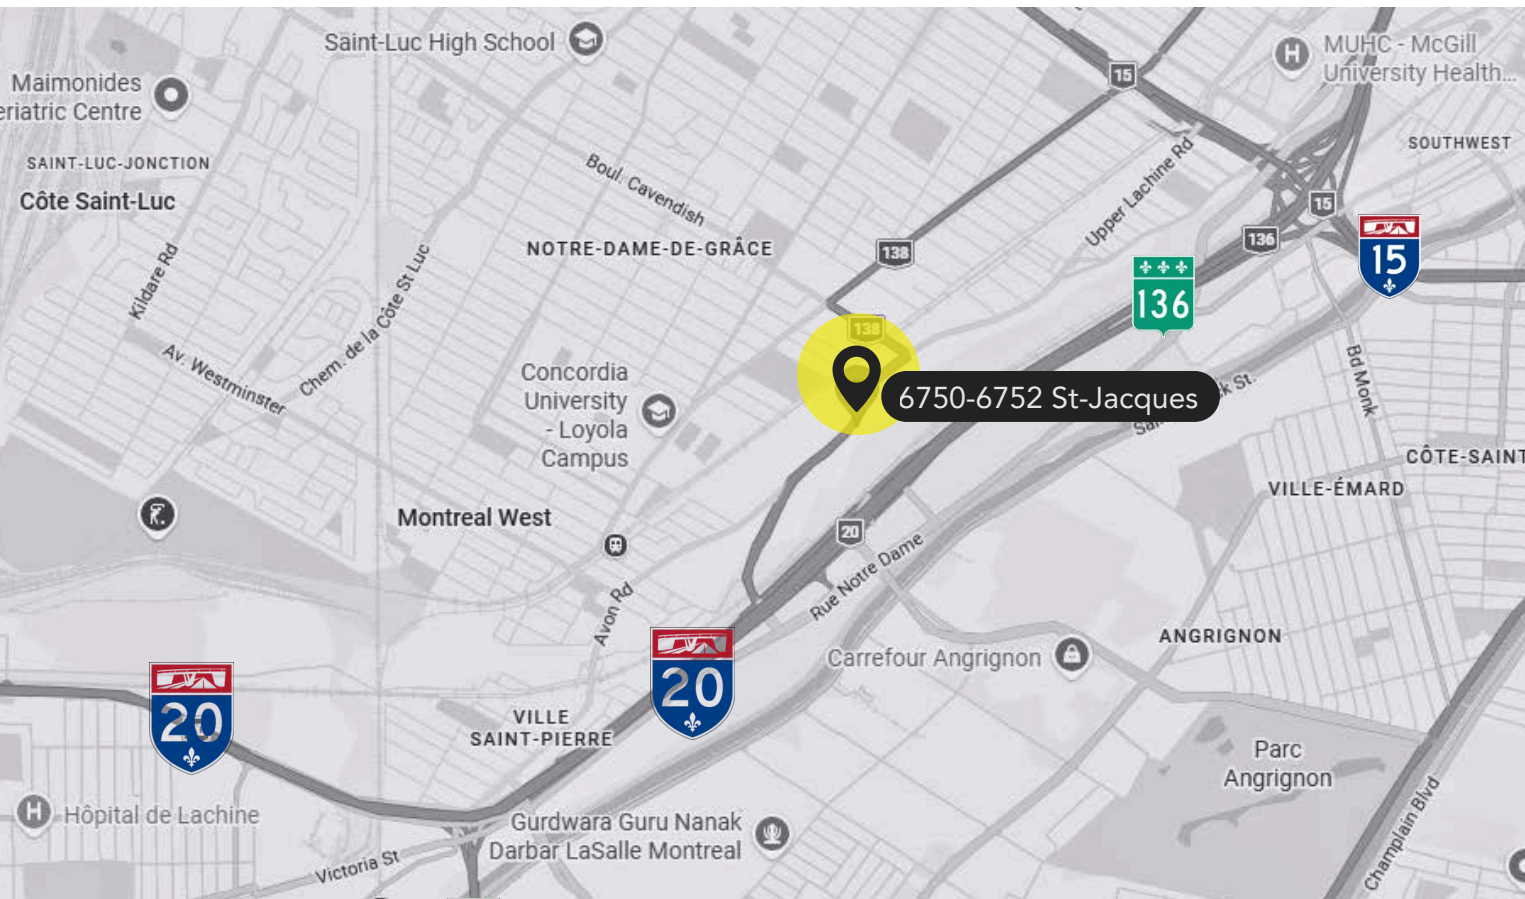 Saint-Luc High School
MUHC - McGill
University Health...
15
Maimonides
eriatric Centre
SOUTHWEST
SAINT-LUC-JONCTION
Boul. Cavendish
Upper Lachine Rd
Côte Saint-Luc
15
NOTRE-DAME-DE-GRÂCE
138
136
15
Kildare Rd
Chem. de la Côte St Luc
136
138
Av. Westminster
Bd Monk
Concordia
University
- Loyola
Campus
6750-6752 St-Jacques
k St.
CÔTE-SAINT
VILLE-ÉMARD
Montreal West
20
Rue Notre Dame
Avon Rd
ANGRIGNON
Carrefour Angrignon
20
20
VILLE
SAINT-PIERRE
Parc
Angrignon
Hôpital de Lachine
Gurdwara Guru Nanak
Darbar LaSalle Montreal
Champlain Blvd
Victoria St